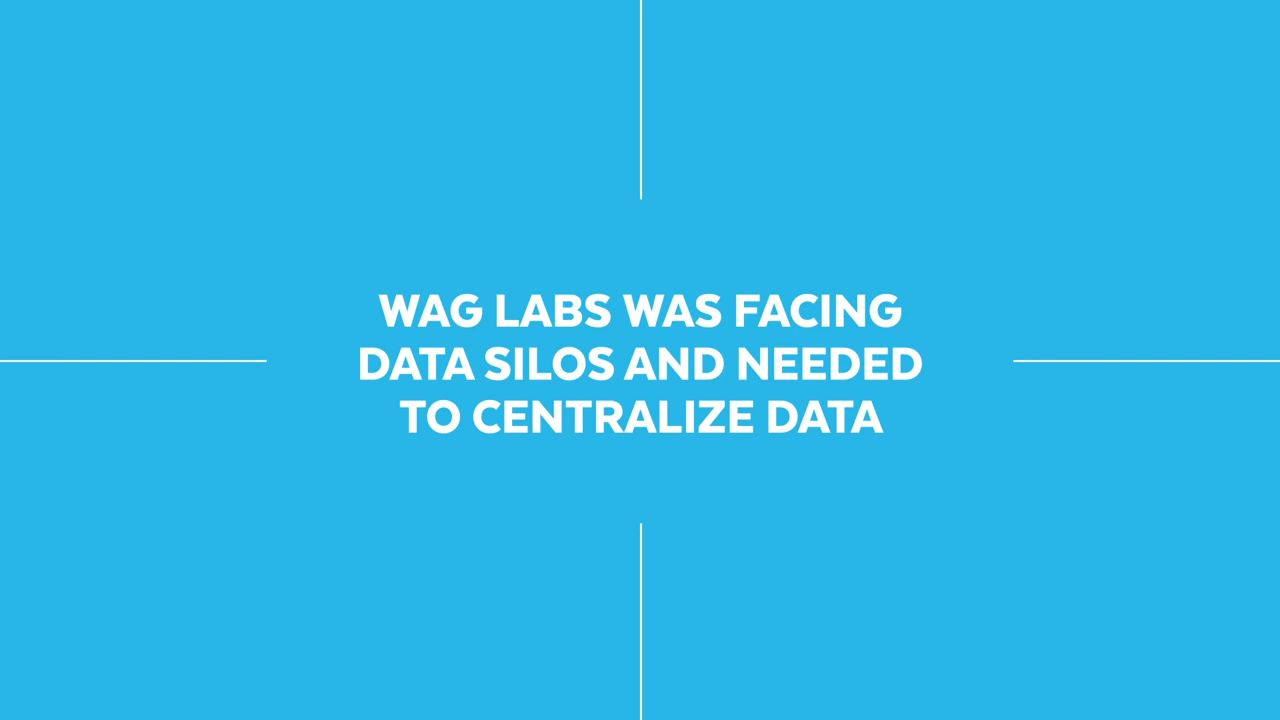 WAG LABS WAS FACING
DATA SILOS AND NEEDED
TO CENTRALIZE DATA